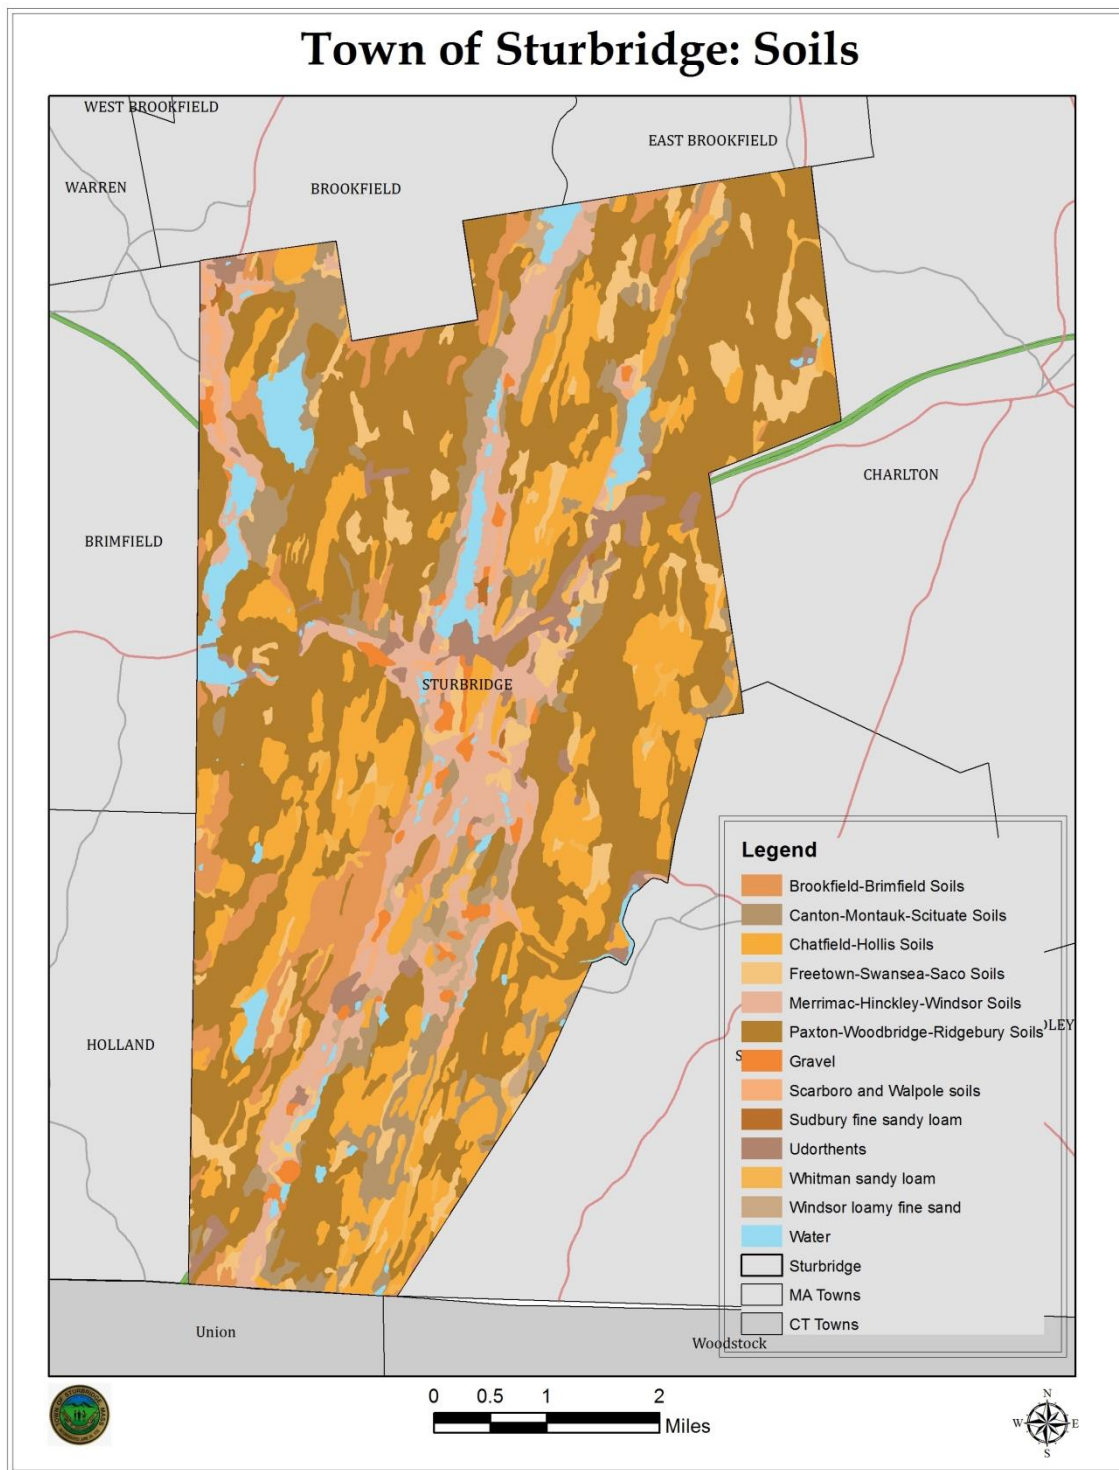 Town of Sturbridge: Soils
WEST BROOKFIELD
EAST BROOKFIELD
WARREN
BROOKFIELD
CHARLTON
BRIMFIELD
STURBRIDGE
HOLLAND
DLEY
S
Union
Woodstock
Legend
Brookfield-Brimfield Soils
Canton-Montauk-Scituate Soils
Chatfield-Hollis Soils
Freetown-Swansea-Saco Soils
Merrimac-Hinckley-Windsor Soils
Paxton-Woodbridge-Ridgebury Soils
Gravel
Scarboro and Walpole soils
Sudbury fine sandy loam
Udorthents
Whitman sandy loam
Windsor loamy fine sand
Water
Sturbridge
MA Towns
CT Towns
0 0.5 1 2
Miles
N
W E
S